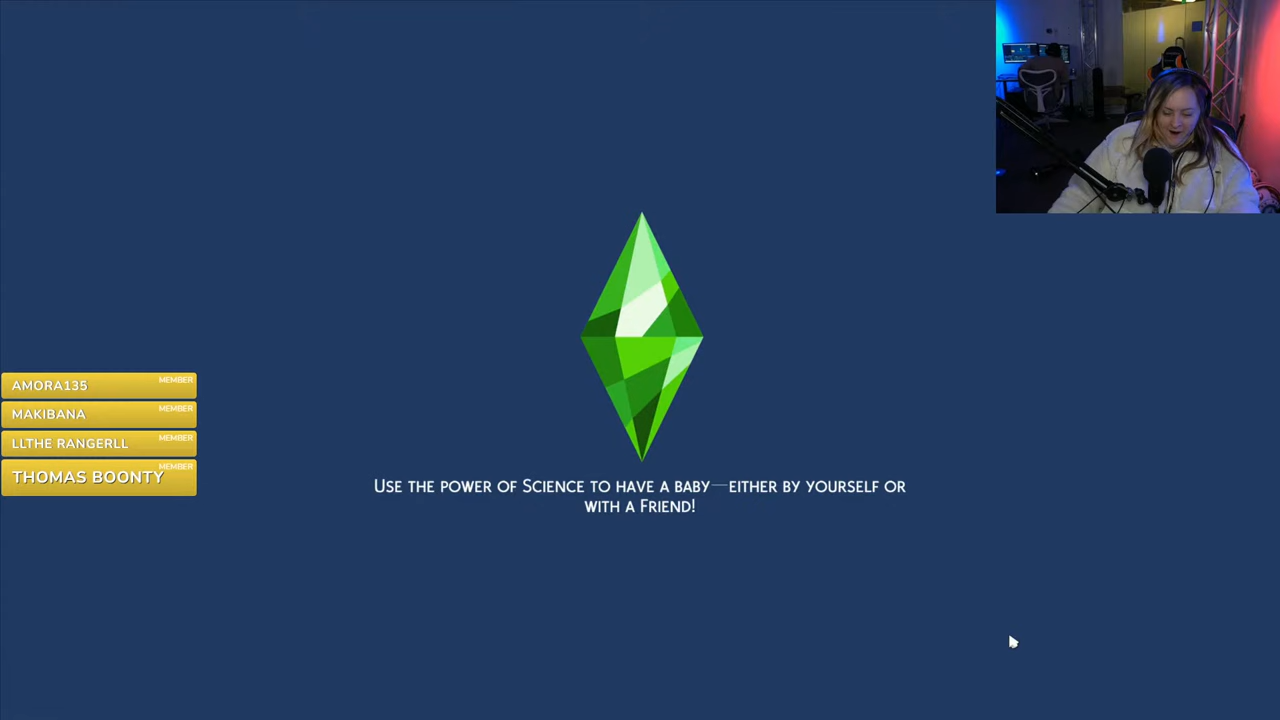 AMORA135 MEMBER
MAKIBANA MEMBER
LLTHE RANGERLL MEMBER
THOMAS BOONTY MEMBER
USE THE POWER OF SCIENCE TO HAVE A BABY—EITHER BY YOURSELF OR
WITH A FRIEND!